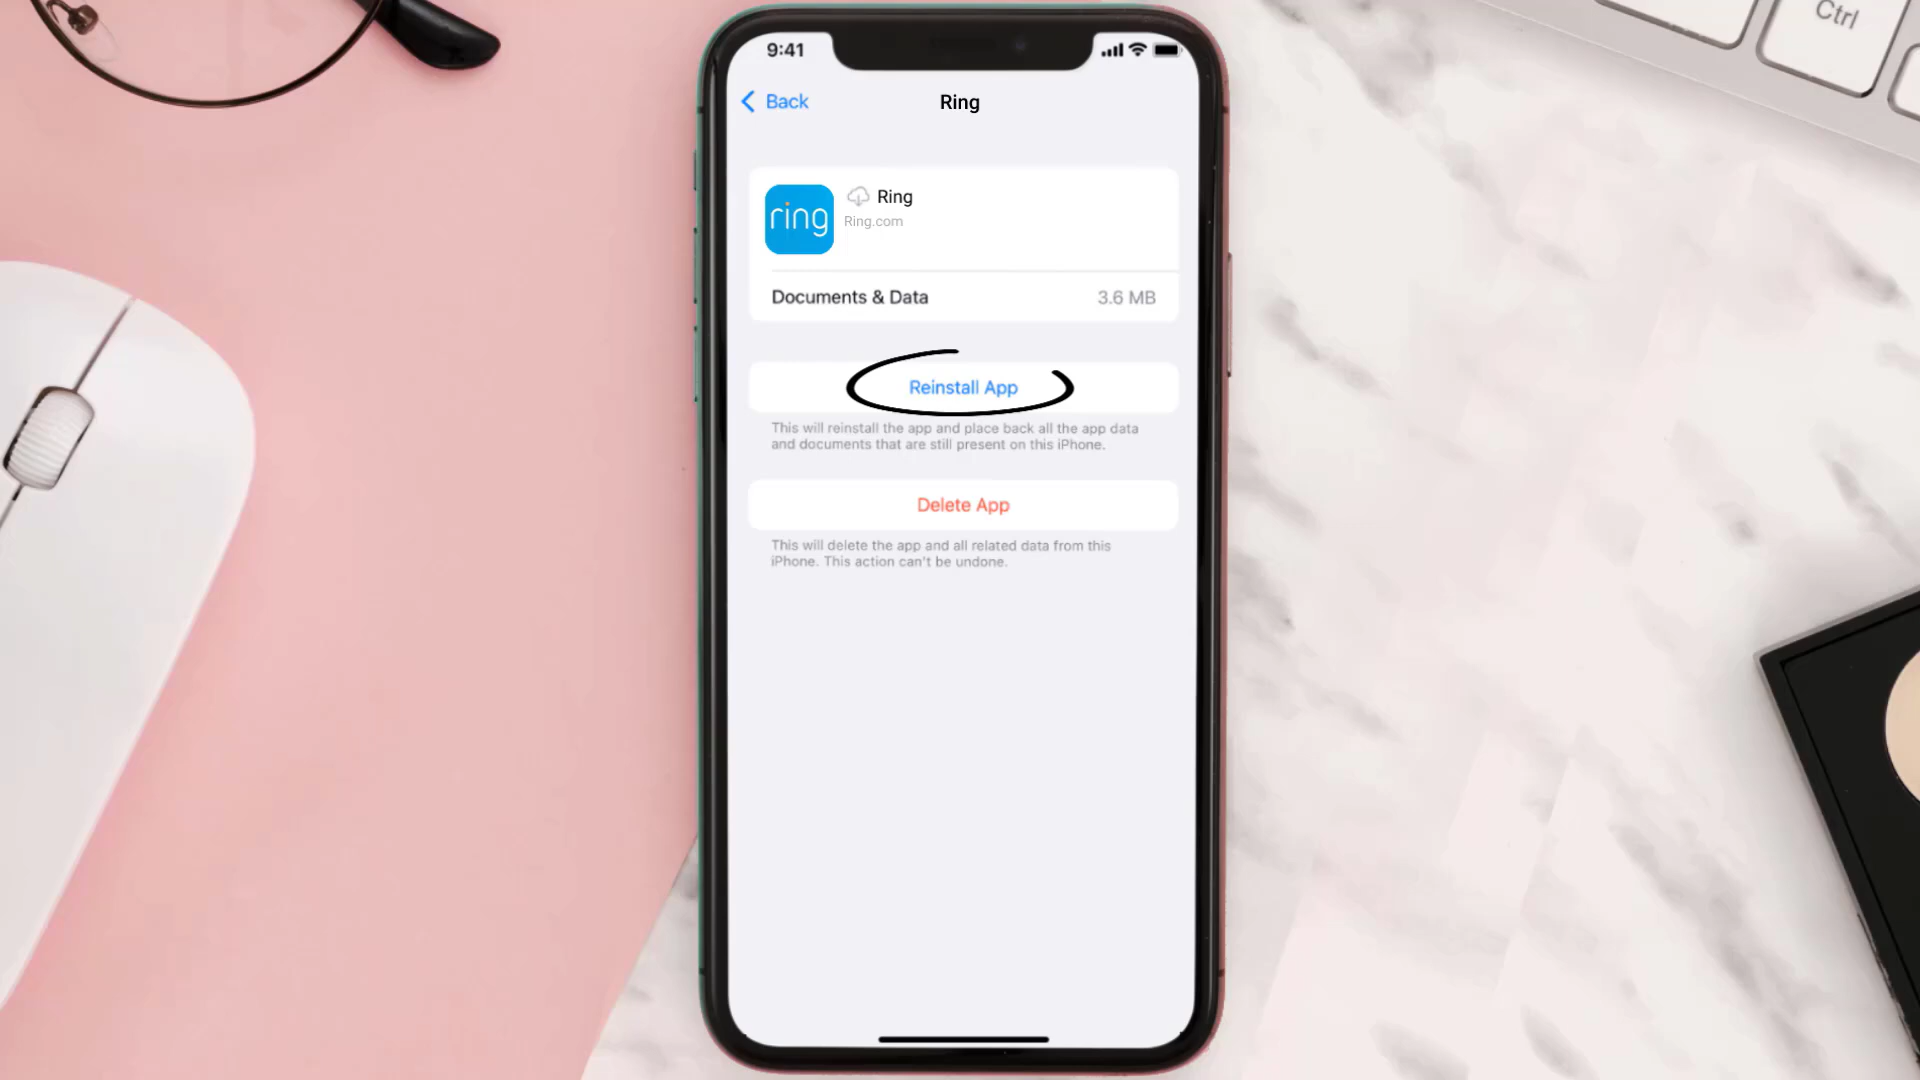 Ctrl
9:41
Back
Ring
ring
Ring
Ring.com
Documents & Data
3.6 MB
Reinstall App
This will reinstall the app and place back all the app data
and documents that are still present on this iPhone.
Delete App
This will delete the app and all related data from this
iPhone. This action can't be undone.